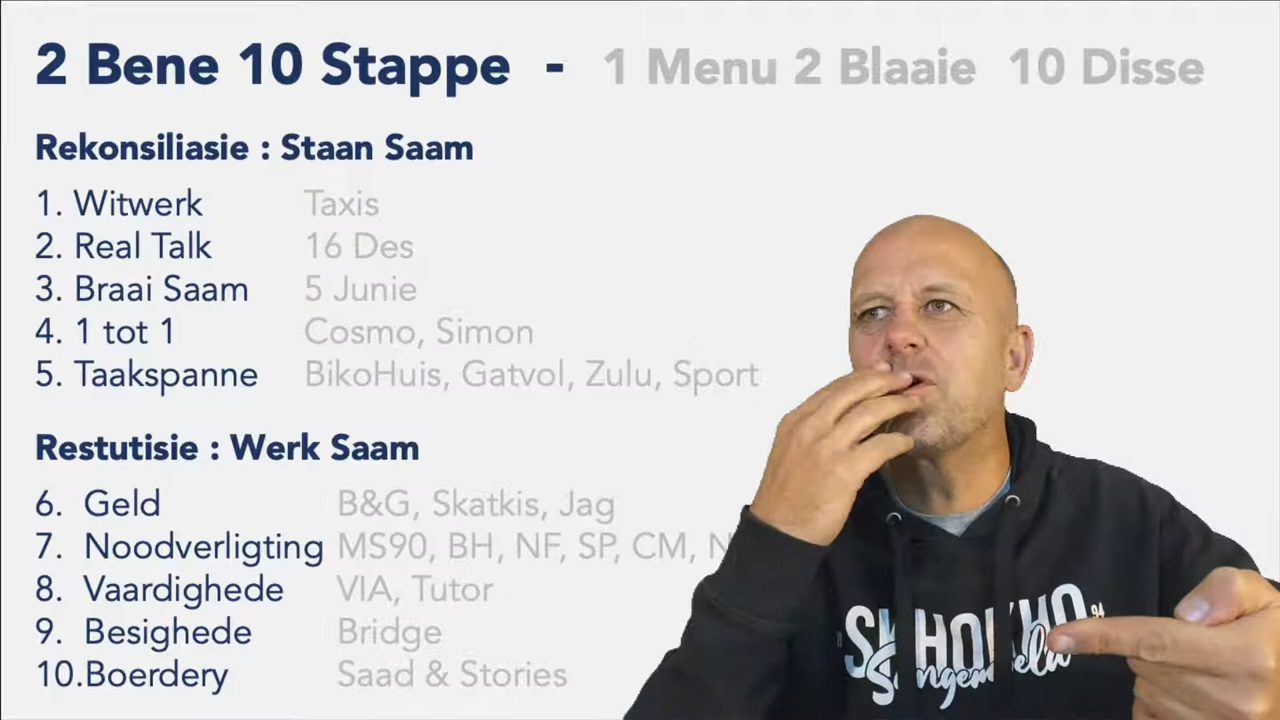 2 Bene 10 Stappe - 1 Menu 2 Blaaie 10 Disse
Rekonsiliasie : Staan Saam
1. Witwerk Taxis
2. Real Talk 16 Des
3. Braai Saam 5 Junie
4. 1 tot 1 Cosmo, Simon
5. Taakspanne BikoHuis, Gatvol, Zulu, Sport
Restutisie : Werk Saam
6. Geld B&G, Skatkis, Jag
7. Noodverligting MS90, BH, NF, SP, CM,
8. Vaardighede VIA, Tutor
9. Besighede Bridge
10.Boerdery Saad & Stories
94